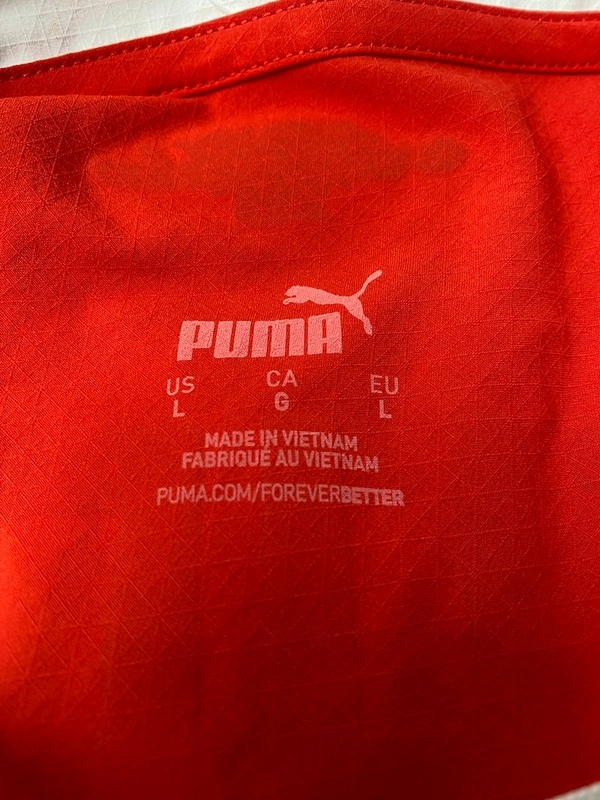 PUMA
US CA EU
L G L
MADE IN VIETNAM
FABRIQUÉ AU VIETNAM
PUMA.COM/FOREVERBETTER